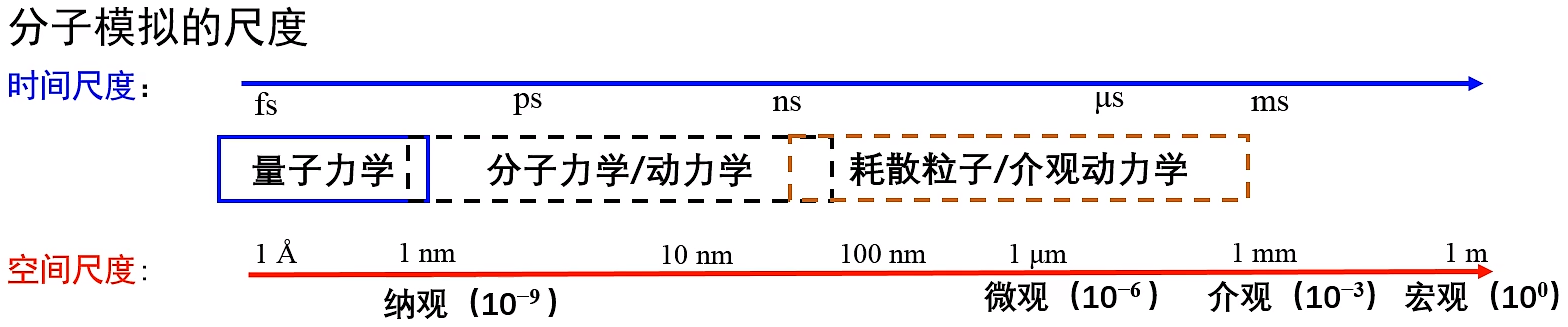 分子模拟的尺度
时间尺度：
fs ps ns μs ms
量子力学 分子力学/动力学 耗散粒子/介观动力学
空间尺度:
1 Å 1 nm 10 nm 100 nm 1 μm 1 mm 1 m
纳观（10⁻⁹） 微观（10⁻⁶） 介观（10⁻³） 宏观（10⁰）